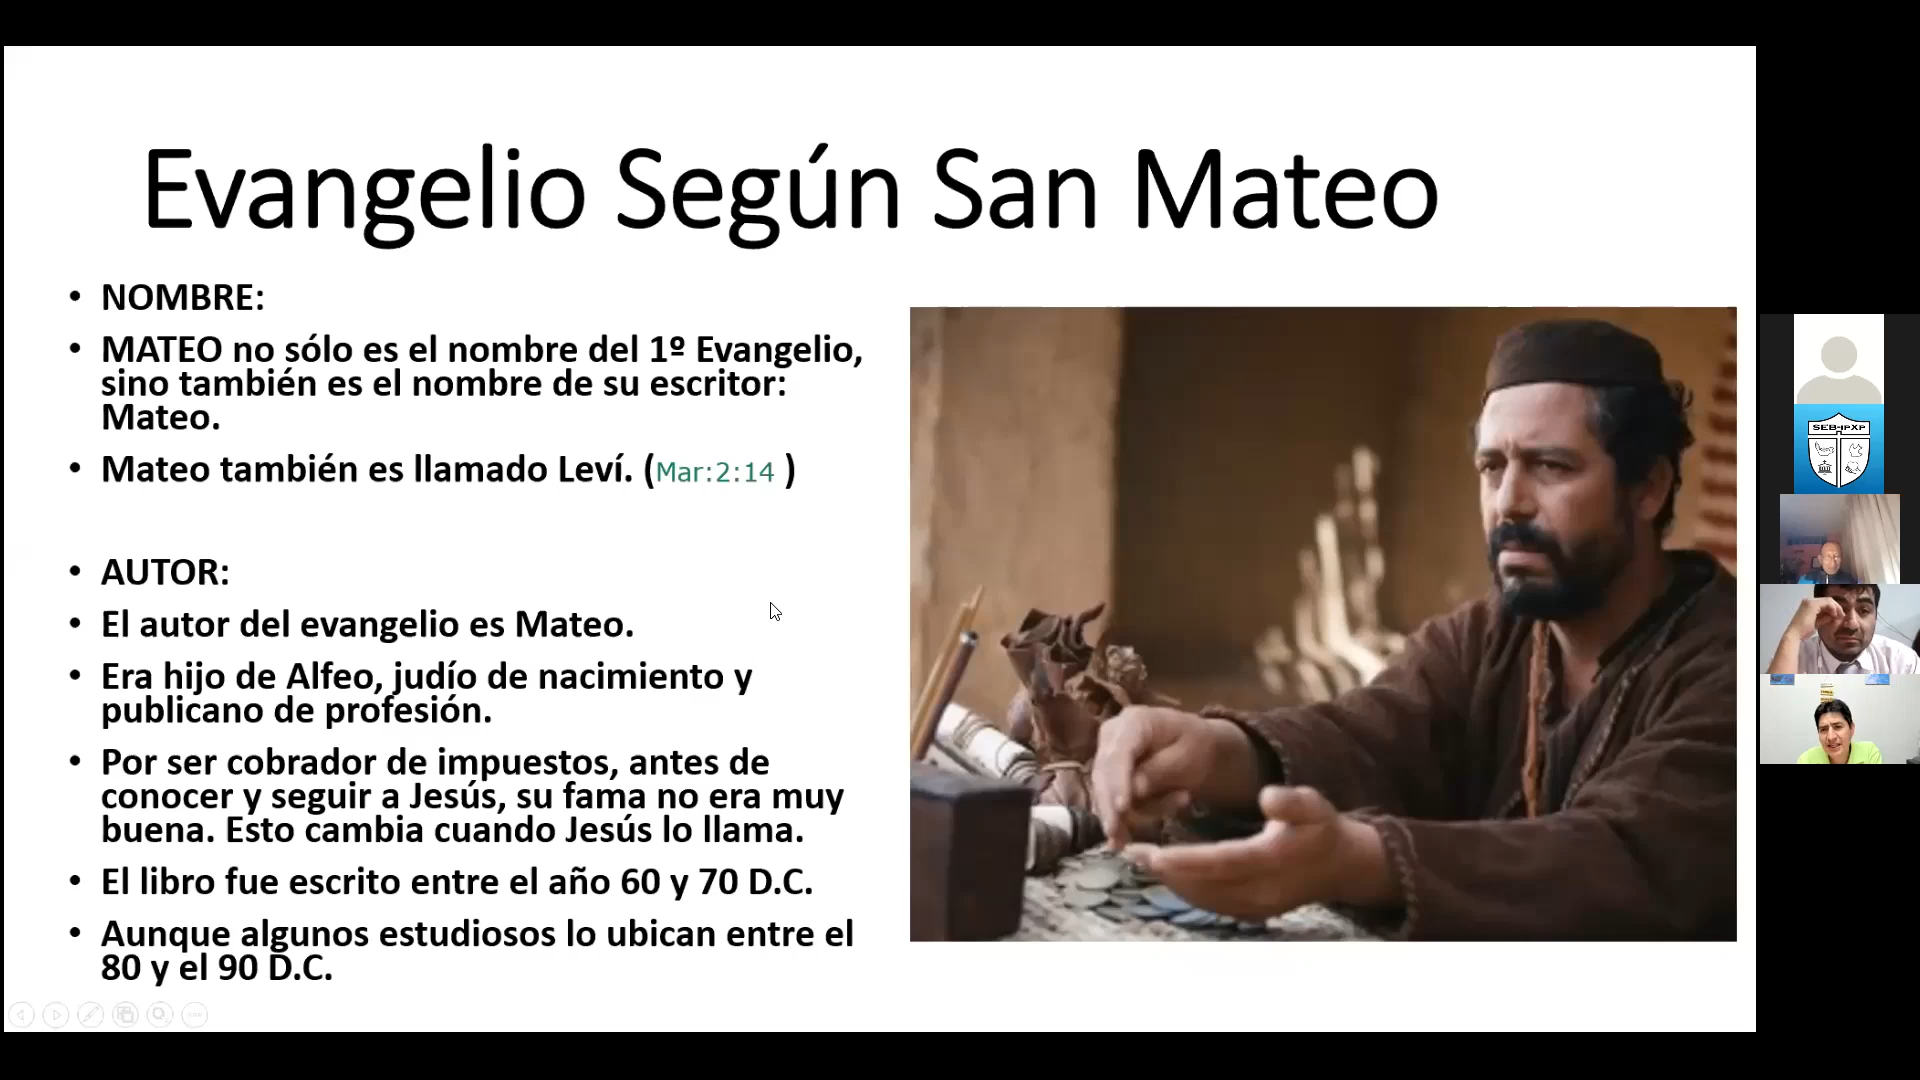 Evangelio Según San Mateo
• NOMBRE:
• MATEO no sólo es el nombre del 1º Evangelio,
sino también es el nombre de su escritor:
Mateo.
• Mateo también es llamado Leví. (Mar:2:14 )
• AUTOR:
• El autor del evangelio es Mateo.
• Era hijo de Alfeo, judío de nacimiento y
publicano de profesión.
• Por ser cobrador de impuestos, antes de
conocer y seguir a Jesús, su fama no era muy
buena. Esto cambia cuando Jesús lo llama.
• El libro fue escrito entre el año 60 y 70 D.C.
• Aunque algunos estudiosos lo ubican entre el
80 y el 90 D.C.
SEB-IPXP